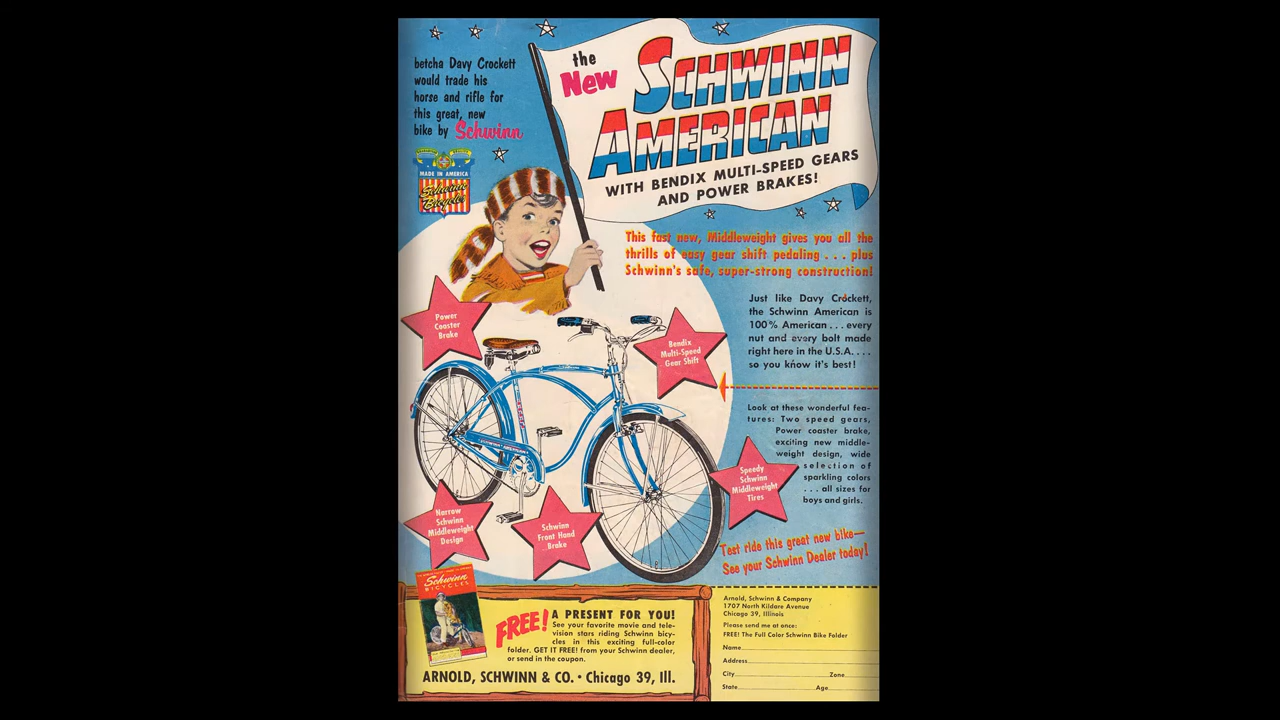 betcha Davy Crockett
would trade his
horse and rifle for
this great, new
bike by Schwinn
MADE IN AMERICA
Schwinn
Bicycles
the
New
SCHWINN
AMERICAN
WITH BENDIX MULTI-SPEED GEARS
AND POWER BRAKES!
This fast new, Middleweight gives you all the
thrills of easy gear shift pedaling . . . plus
Schwinn's safe, super-strong construction!
Just like Davy Crockett,
the Schwinn American is
100% American . . . every
nut and every bolt made
right here in the U.S.A. . . .
so you know it's best!
Power
Coaster
Brake
Bendix
Multi-Speed
Gear Shift
Look at these wonderful fea-
tures: Two speed gears,
Power coaster brake,
exciting new middle-
weight design, wide
selection of
sparkling colors
. . . all sizes for
boys and girls.
Speedy
Schwinn
Middleweight
Tires
Narrow
Schwinn
Middleweight
Design
Schwinn
Front Hand
Brake
Test ride this great new bike—
See your Schwinn Dealer today!
Schwinn
BICYCLES
FREE!
A PRESENT FOR YOU!
See your favorite movie and tele-
vision stars riding Schwinn bicy-
cles in this exciting full-color
folder. GET IT FREE! from your Schwinn dealer,
or send in the coupon.
ARNOLD, SCHWINN & CO. • Chicago 39, Ill.
Arnold, Schwinn & Company
1707 North Kildare Avenue
Chicago 39, Illinois
Please send me at once:
FREE! The Full Color Schwinn Bike Folder
Name
Address
City Zone
State Age